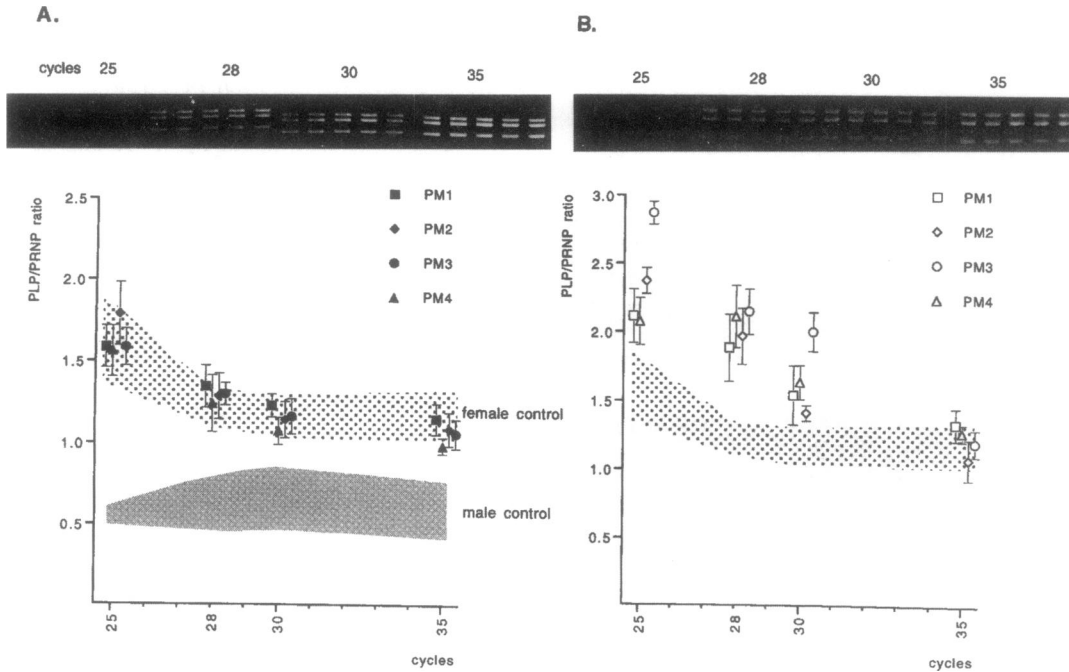 A.
cycles 25 28 30 35
PLP/PRNP ratio
2.5
2.0
1.5
1.0
0.5
PM1
PM2
PM3
PM4
female control
male control
25 28 30 35
cycles
B.
25 28 30 35
PLP/PRNP ratio
3.0
2.5
2.0
1.5
1.0
0.5
PM1
PM2
PM3
PM4
25 28 30 35
cycles